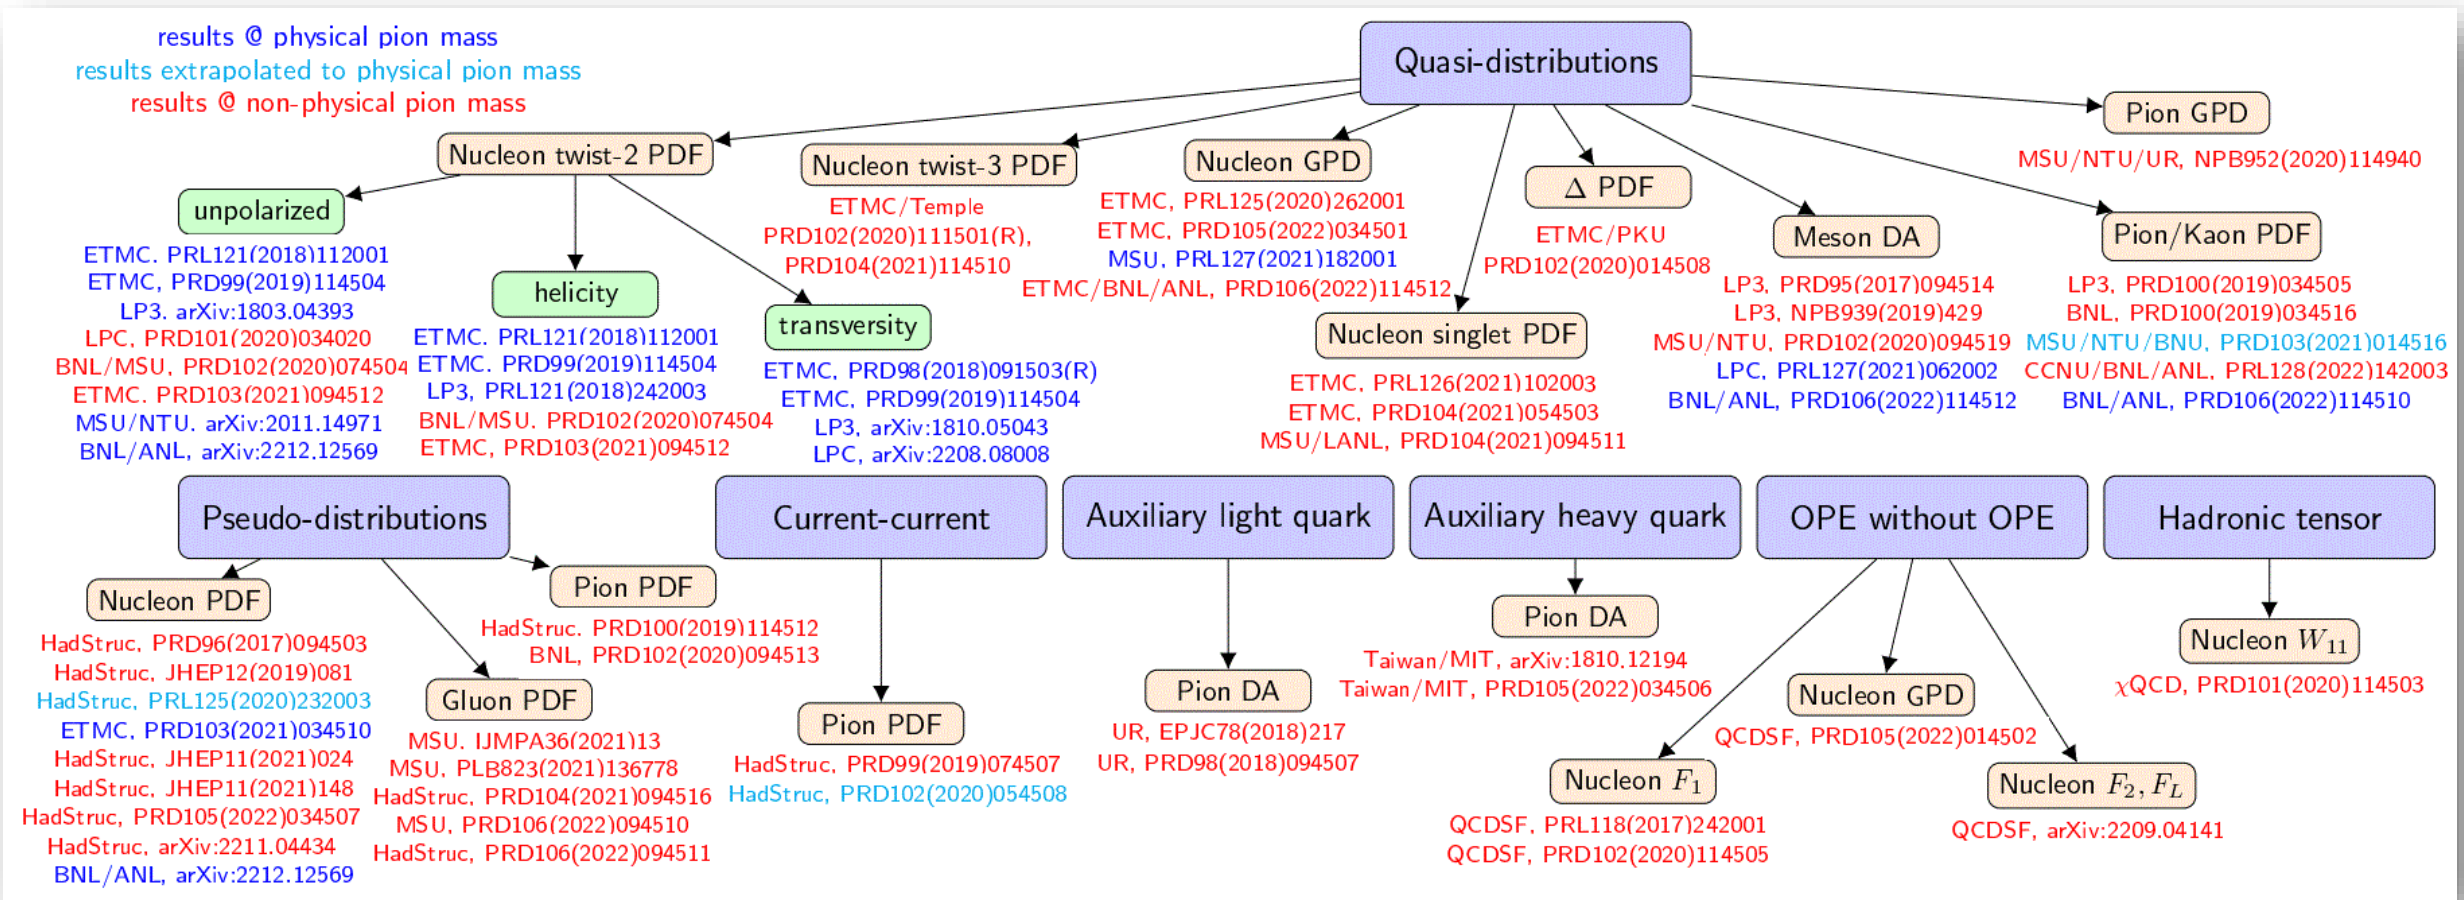 results @ physical pion mass
results extrapolated to physical pion mass
results @ non-physical pion mass
Quasi-distributions
Nucleon twist-2 PDF
unpolarized
ETMC. PRL121(2018)112001
ETMC, PRD99(2019)114504
LP3. arXiv:1803.04393
LPC, PRD101(2020)034020
BNL/MSU, PRD102(2020)074504
ETMC. PRD103(2021)094512
MSU/NTU. arXiv:2011.14971
BNL/ANL, arXiv:2212.12569
helicity
ETMC. PRL121(2018)112001
ETMC. PRD99(2019)114504
LP3, PRL121(2018)242003
BNL/MSU. PRD102(2020)074504
ETMC, PRD103(2021)094512
transversity
ETMC, PRD98(2018)091503(R)
ETMC, PRD99(2019)114504
LP3, arXiv:1810.05043
LPC, arXiv:2208.08008
Nucleon twist-3 PDF
ETMC/Temple
PRD102(2020)111501(R),
PRD104(2021)114510
Nucleon GPD
ETMC, PRL125(2020)262001
ETMC, PRD105(2022)034501
MSU, PRL127(2021)182001
ETMC/BNL/ANL, PRD106(2022)114512
Nucleon singlet PDF
ETMC, PRL126(2021)102003
ETMC, PRD104(2021)054503
MSU/LANL, PRD104(2021)094511
Δ PDF
ETMC/PKU
PRD102(2020)014508
Meson DA
LP3, PRD95(2017)094514
LP3, NPB939(2019)429
MSU/NTU, PRD102(2020)094519
LPC, PRL127(2021)062002
BNL/ANL, PRD106(2022)114512
Pion GPD
MSU/NTU/UR, NPB952(2020)114940
Pion/Kaon PDF
LP3, PRD100(2019)034505
BNL, PRD100(2019)034516
MSU/NTU/BNU, PRD103(2021)014516
CCNU/BNL/ANL, PRL128(2022)142003
BNL/ANL, PRD106(2022)114510
Pseudo-distributions
Nucleon PDF
HadStruc, PRD96(2017)094503
HadStruc, JHEP12(2019)081
HadStruc, PRL125(2020)232003
ETMC, PRD103(2021)034510
HadStruc, JHEP11(2021)024
HadStruc, JHEP11(2021)148
HadStruc, PRD105(2022)034507
HadStruc, arXiv:2211.04434
BNL/ANL, arXiv:2212.12569
Gluon PDF
MSU. IJMPA36(2021)13
MSU, PLB823(2021)136778
HadStruc, PRD104(2021)094516
MSU, PRD106(2022)094510
HadStruc, PRD106(2022)094511
Pion PDF
HadStruc. PRD100(2019)114512
BNL, PRD102(2020)094513
Current-current
Pion PDF
HadStruc, PRD99(2019)074507
HadStruc, PRD102(2020)054508
Auxiliary light quark
Pion DA
UR, EPJC78(2018)217
UR, PRD98(2018)094507
Auxiliary heavy quark
Pion DA
Taiwan/MIT, arXiv:1810.12194
Taiwan/MIT, PRD105(2022)034506
OPE without OPE
Nucleon F₁
QCDSF, PRL118(2017)242001
QCDSF, PRD102(2020)114505
Nucleon GPD
QCDSF, PRD105(2022)014502
Nucleon F₂, F_L
QCDSF, arXiv:2209.04141
Hadronic tensor
Nucleon W₁₁
χQCD, PRD101(2020)114503